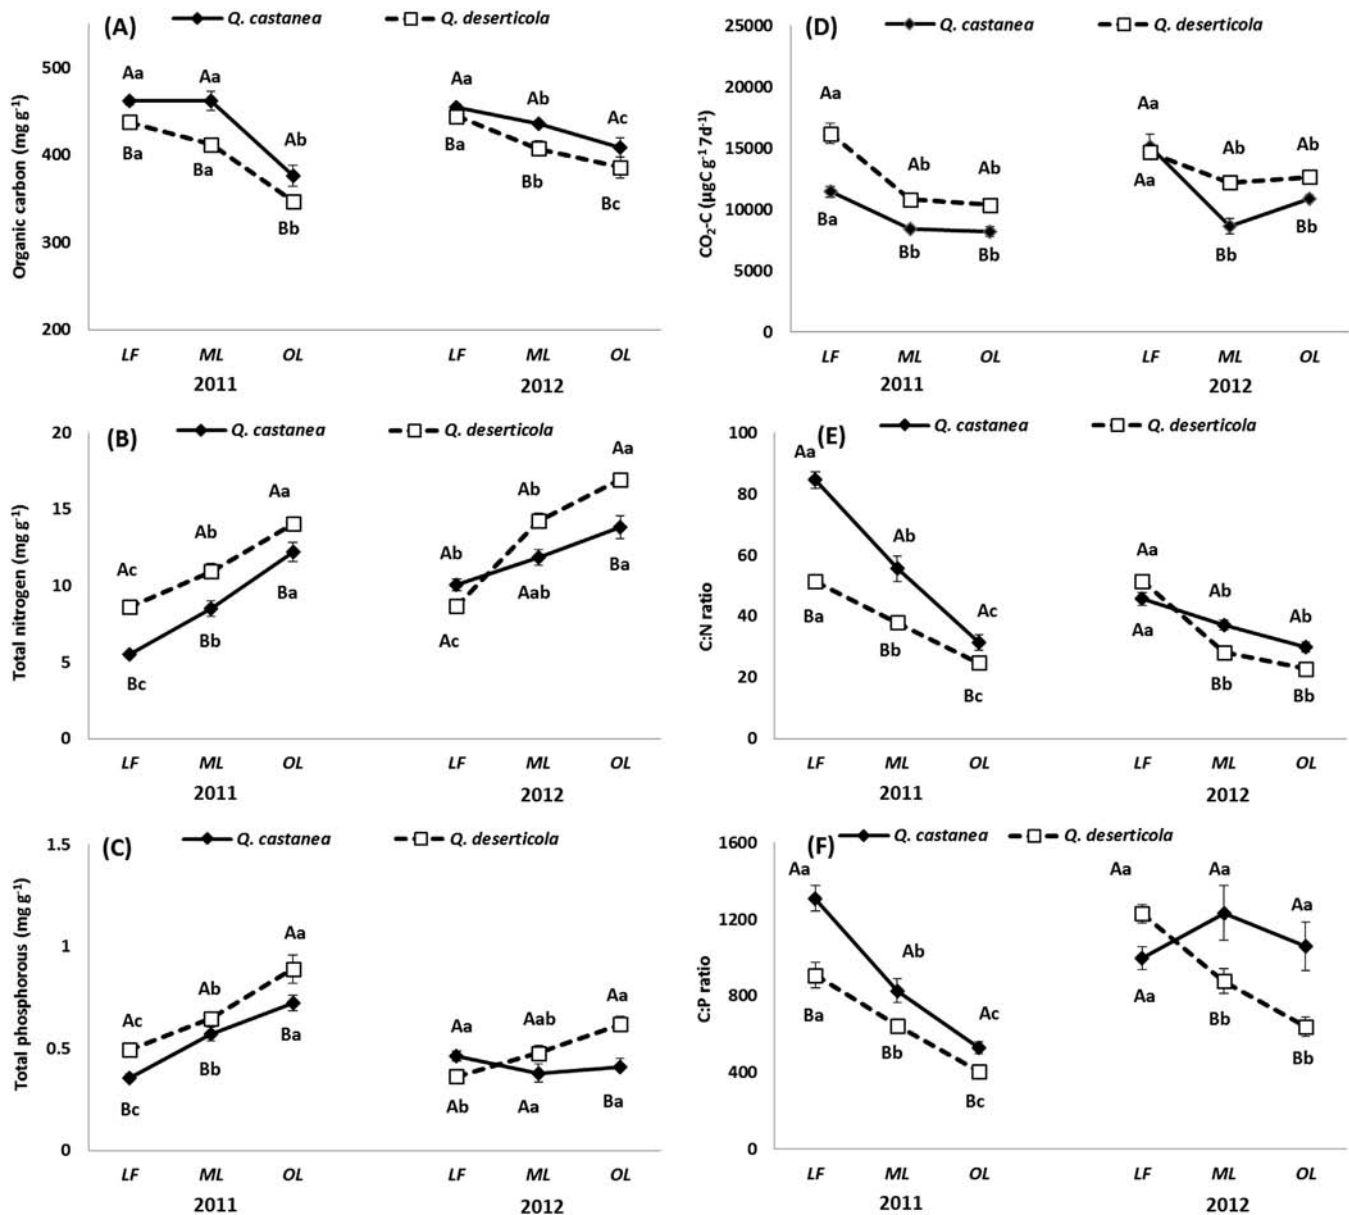 (A)
Q. castanea
Q. deserticola
Organic carbon (mg g-1)
500
400
300
200
Aa
Aa
Ab
Ba
Ba
Bb
Aa
Ab
Ac
Ba
Bb
Bc
LF
ML
OL
LF
ML
OL
2011
2012
(D)
Q. castanea
Q. deserticola
CO2-C (µgC g-1 7d-1)
25000
20000
15000
10000
5000
0
Aa
Ab
Ab
Ba
Bb
Bb
Aa
Ab
Ab
Aa
Bb
Bb
LF
ML
OL
LF
ML
OL
2011
2012
(B)
Q. castanea
Q. deserticola
Total nitrogen (mg g-1)
20
15
10
5
0
Ac
Ab
Aa
Bc
Bb
Ba
Ab
Ab
Aa
Ac
Aab
Ba
LF
ML
OL
LF
ML
OL
2011
2012
(E)
Q. castanea
Q. deserticola
C:N ratio
100
80
60
40
20
0
Aa
Ab
Ac
Ba
Bb
Bc
Aa
Ab
Ab
Aa
Bb
Bb
LF
ML
OL
LF
ML
OL
2011
2012
(C)
Q. castanea
Q. deserticola
Total phosphorous (mg g-1)
1.5
1
0.5
0
Ac
Ab
Aa
Bc
Bb
Ba
Aa
Aab
Aa
Ab
Aa
Ba
LF
ML
OL
LF
ML
OL
2011
2012
(F)
Q. castanea
Q. deserticola
C:P ratio
1600
1200
800
400
0
Aa
Ab
Ac
Ba
Bb
Bc
Aa
Aa
Aa
Aa
Bb
Bb
LF
ML
OL
LF
ML
OL
2011
2012